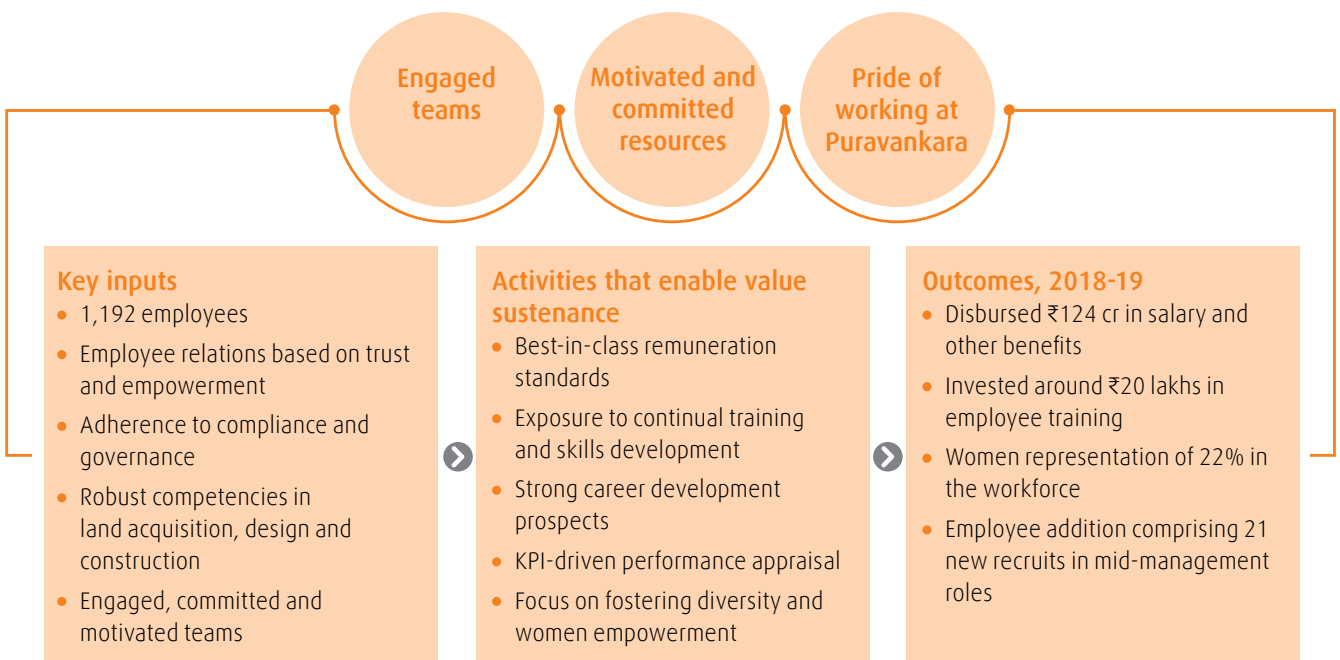 Engaged
teams
Motivated and
committed
resources
Pride of
working at
Puravankara
Key inputs
• 1,192 employees
• Employee relations based on trust
and empowerment
• Adherence to compliance and
governance
• Robust competencies in
land acquisition, design and
construction
• Engaged, committed and
motivated teams
Activities that enable value
sustenance
• Best-in-class remuneration
standards
• Exposure to continual training
and skills development
• Strong career development
prospects
• KPI-driven performance appraisal
• Focus on fostering diversity and
women empowerment
Outcomes, 2018-19
• Disbursed ₹124 cr in salary and
other benefits
• Invested around ₹20 lakhs in
employee training
• Women representation of 22% in
the workforce
• Employee addition comprising 21
new recruits in mid-management
roles